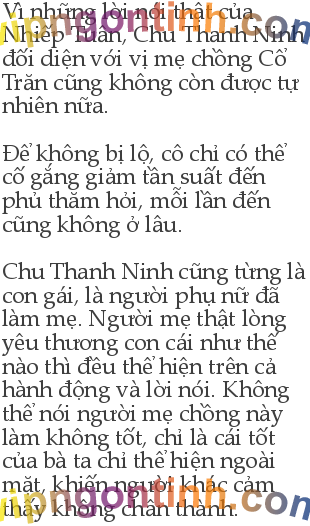 Vì những lời nói thật của
Nhiếp Tuân, Chu Thanh Ninh
đối diện với vị mẹ chồng Cổ
Trăn cũng không còn được tự
nhiên nữa.
Để không bị lộ, cô chỉ có thể
cố gắng giảm tần suất đến
phủ thăm hỏi, mỗi lần đến
cũng không ở lâu.
Chu Thanh Ninh cũng từng là
con gái, là người phụ nữ đã
làm mẹ. Người mẹ thật lòng
yêu thương con cái như thế
nào thì đều thể hiện trên cả
hành động và lời nói. Không
thể nói người mẹ chồng này
làm không tốt, chỉ là cái tốt
của bà ta chỉ thể hiện ngoài
mặt, khiến người khác cảm
thấy không chân thành.
vipngontinh.com
vipngontinh.com